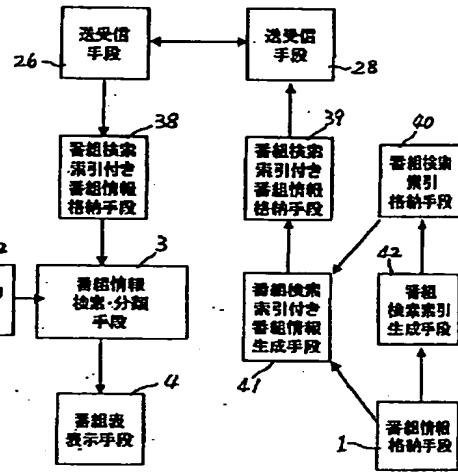 送受信
手段
26
送受信
手段
28
38
番組検索
索引付き
番組情報
格納手段
39
番組検索
索引付き
番組情報
格納手段
40
番組検索
索引
格納手段
3
番組情報
検索・分類
手段
番組検索
索引付き
番組情報
生成手段
41
42
番組
検索索引
生成手段
4
番組表
表示手段
1
番組情報
格納手段